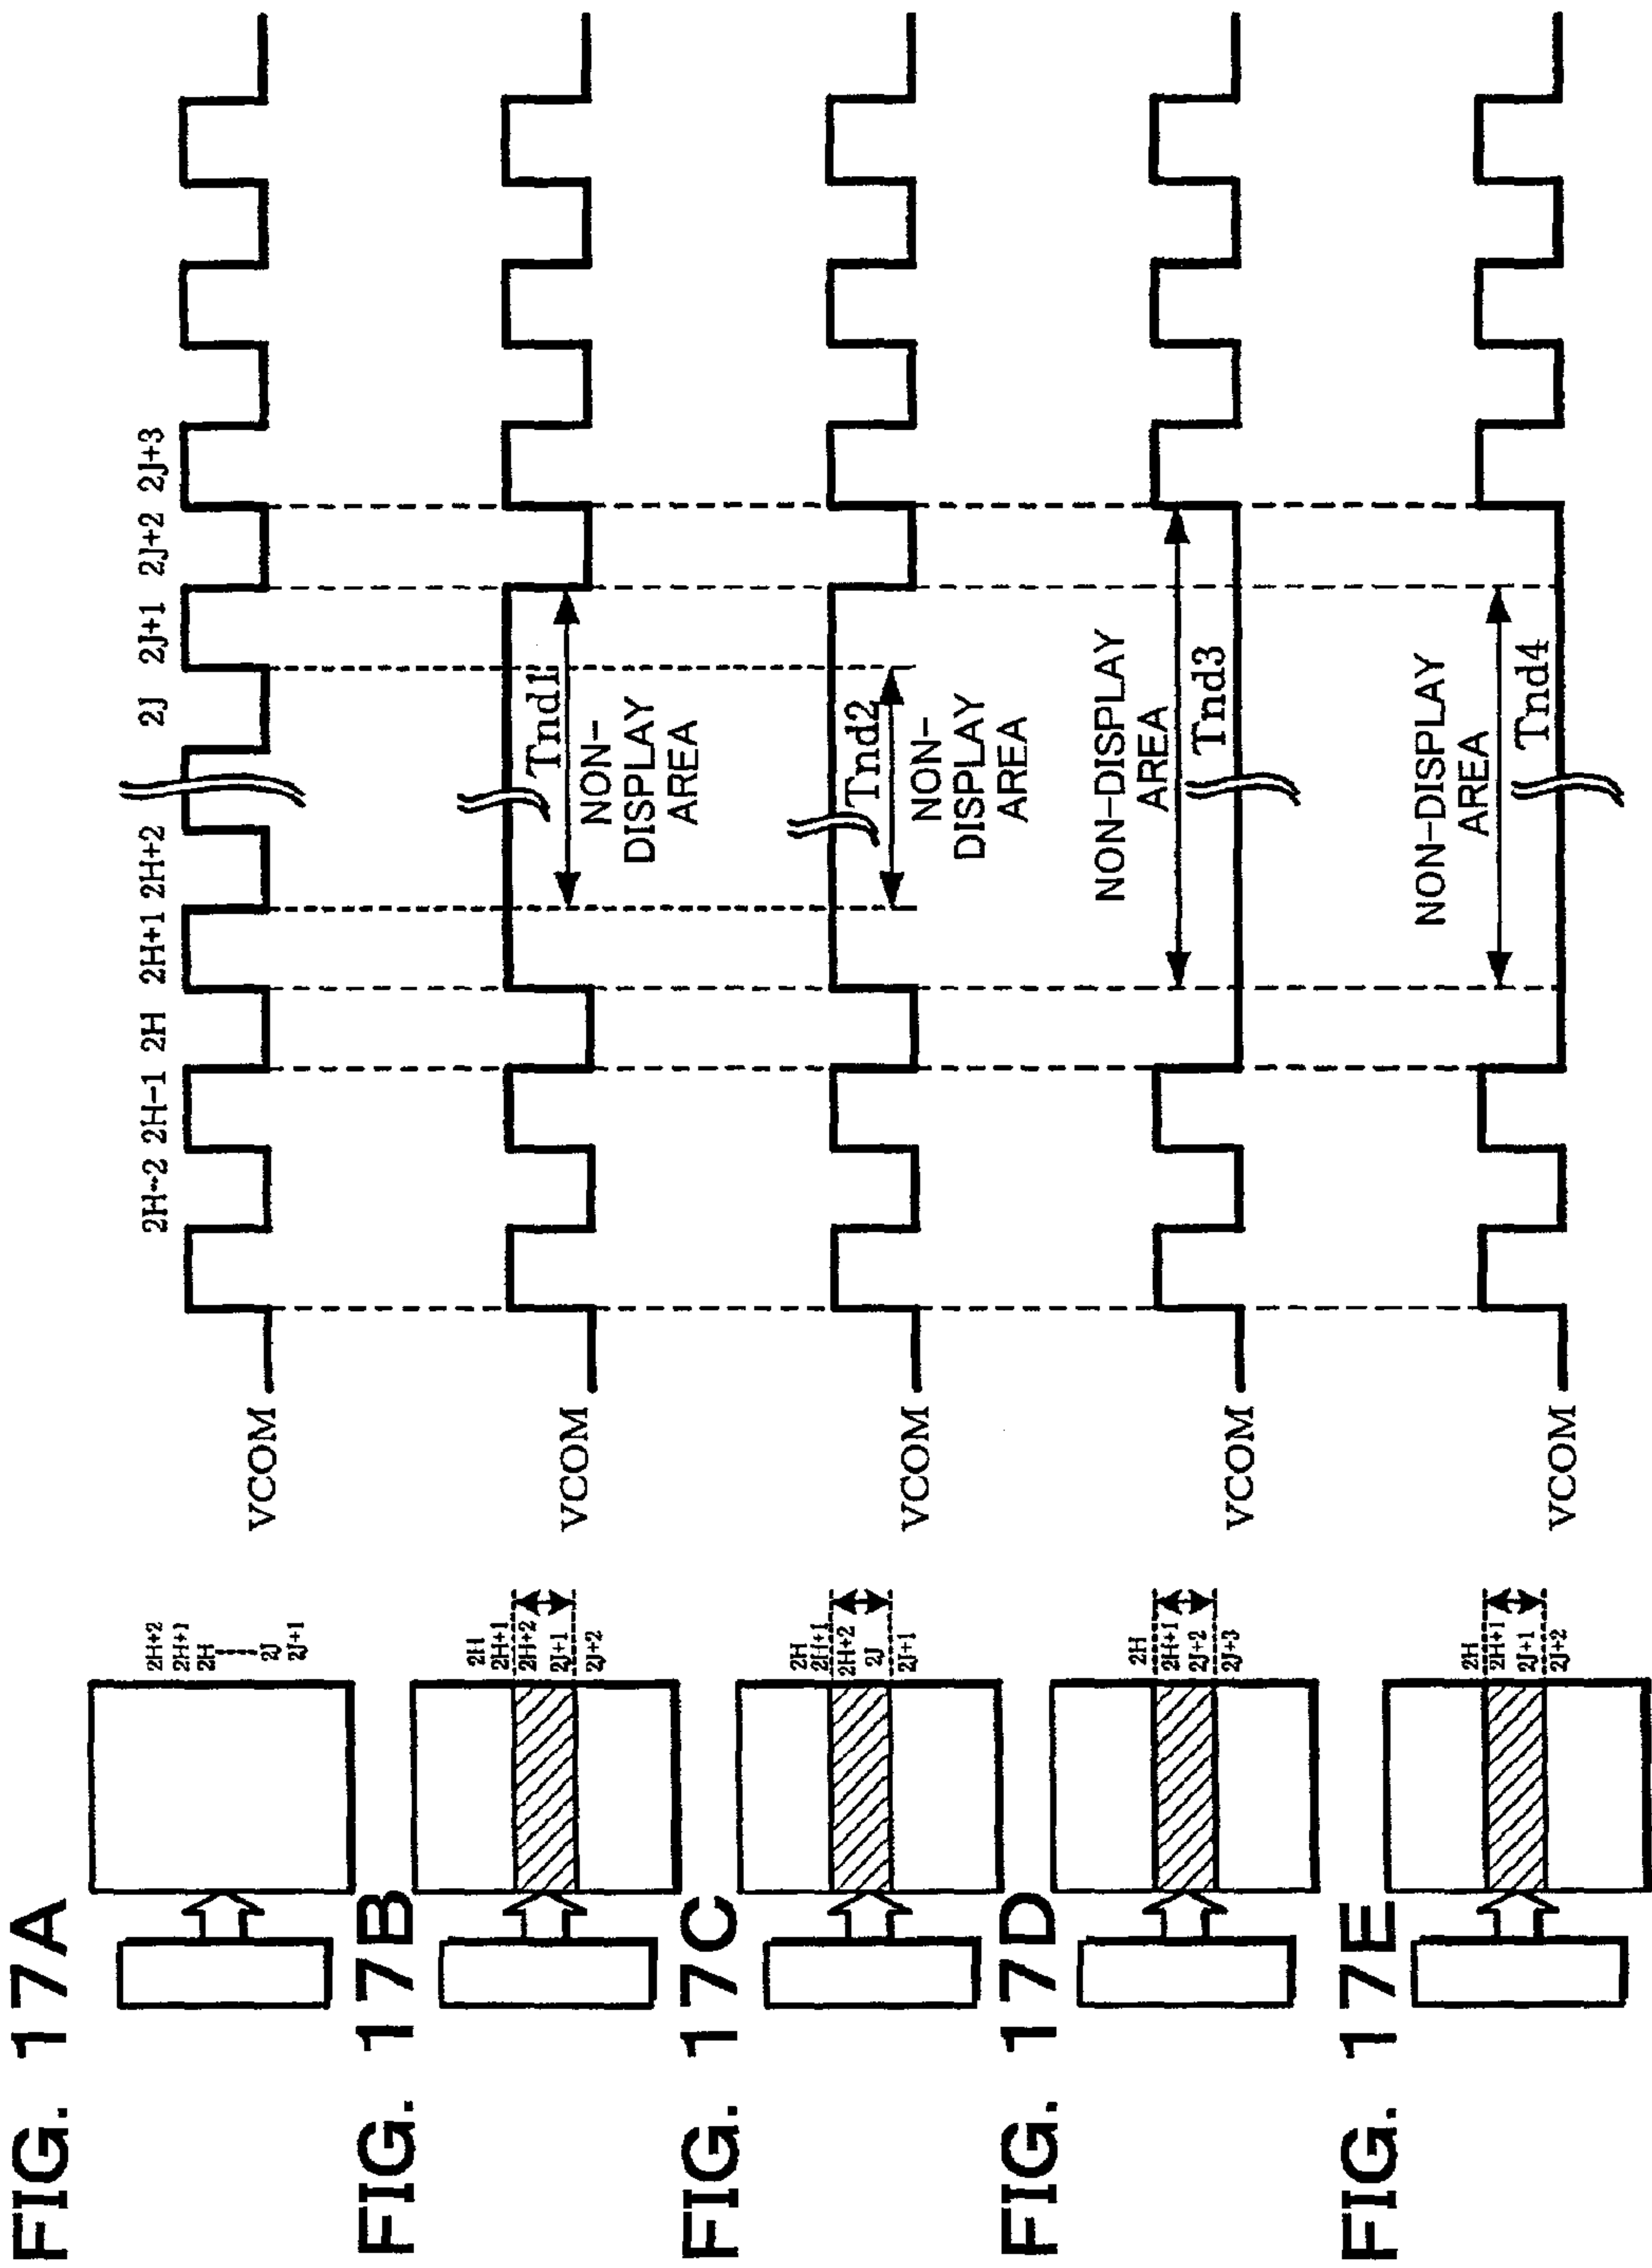 FIG. 17A
2H+2
2H+1
2H
2J
2J+1
VCOM
2H-2 2H-1 2H 2H+1 2H+2 2J 2J+1 2J+2 2J+3
FIG. 17B
2H
2H+1
2H+2
2J+1
2J+2
VCOM
Tnd1
NON-
DISPLAY
AREA
FIG. 17C
2H
2H+1
2H+2
2J
2J+1
VCOM
Tnd2
NON-
DISPLAY
AREA
FIG. 17D
2H
2H+1
2J+2
2J+3
VCOM
NON-DISPLAY
AREA
Tnd3
FIG. 17E
2H
2H+1
2J+1
2J+2
VCOM
NON-DISPLAY
AREA
Tnd4